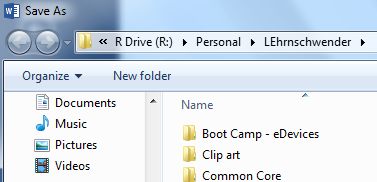 Save As
« R Drive (R:) ▸ Personal ▸ LEhrnschwender ▸
Organize ▾ New folder
Documents
Music
Pictures
Videos
Name
Boot Camp - eDevices
Clip art
Common Core